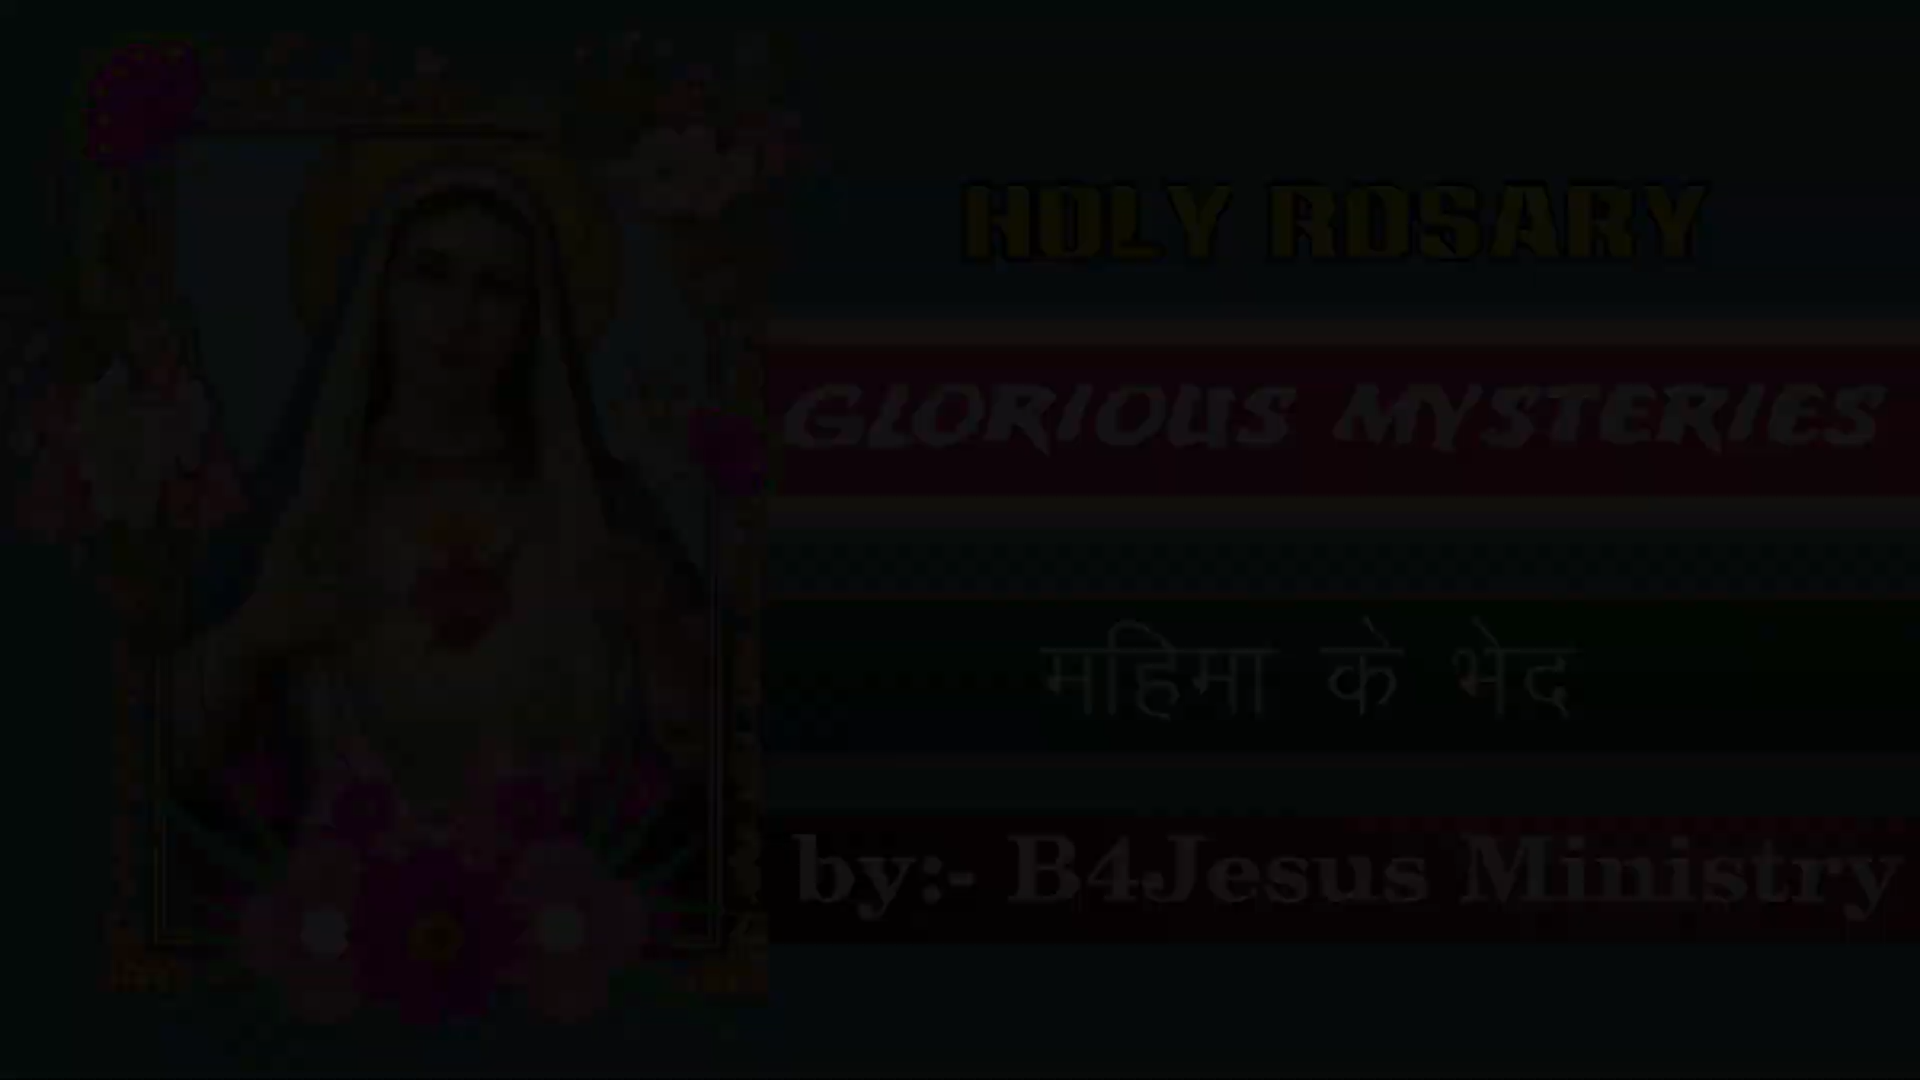 HOLY ROSARY
GLORIOUS MYSTERIES
महिमा के भेद
by:- B4Jesus Ministry